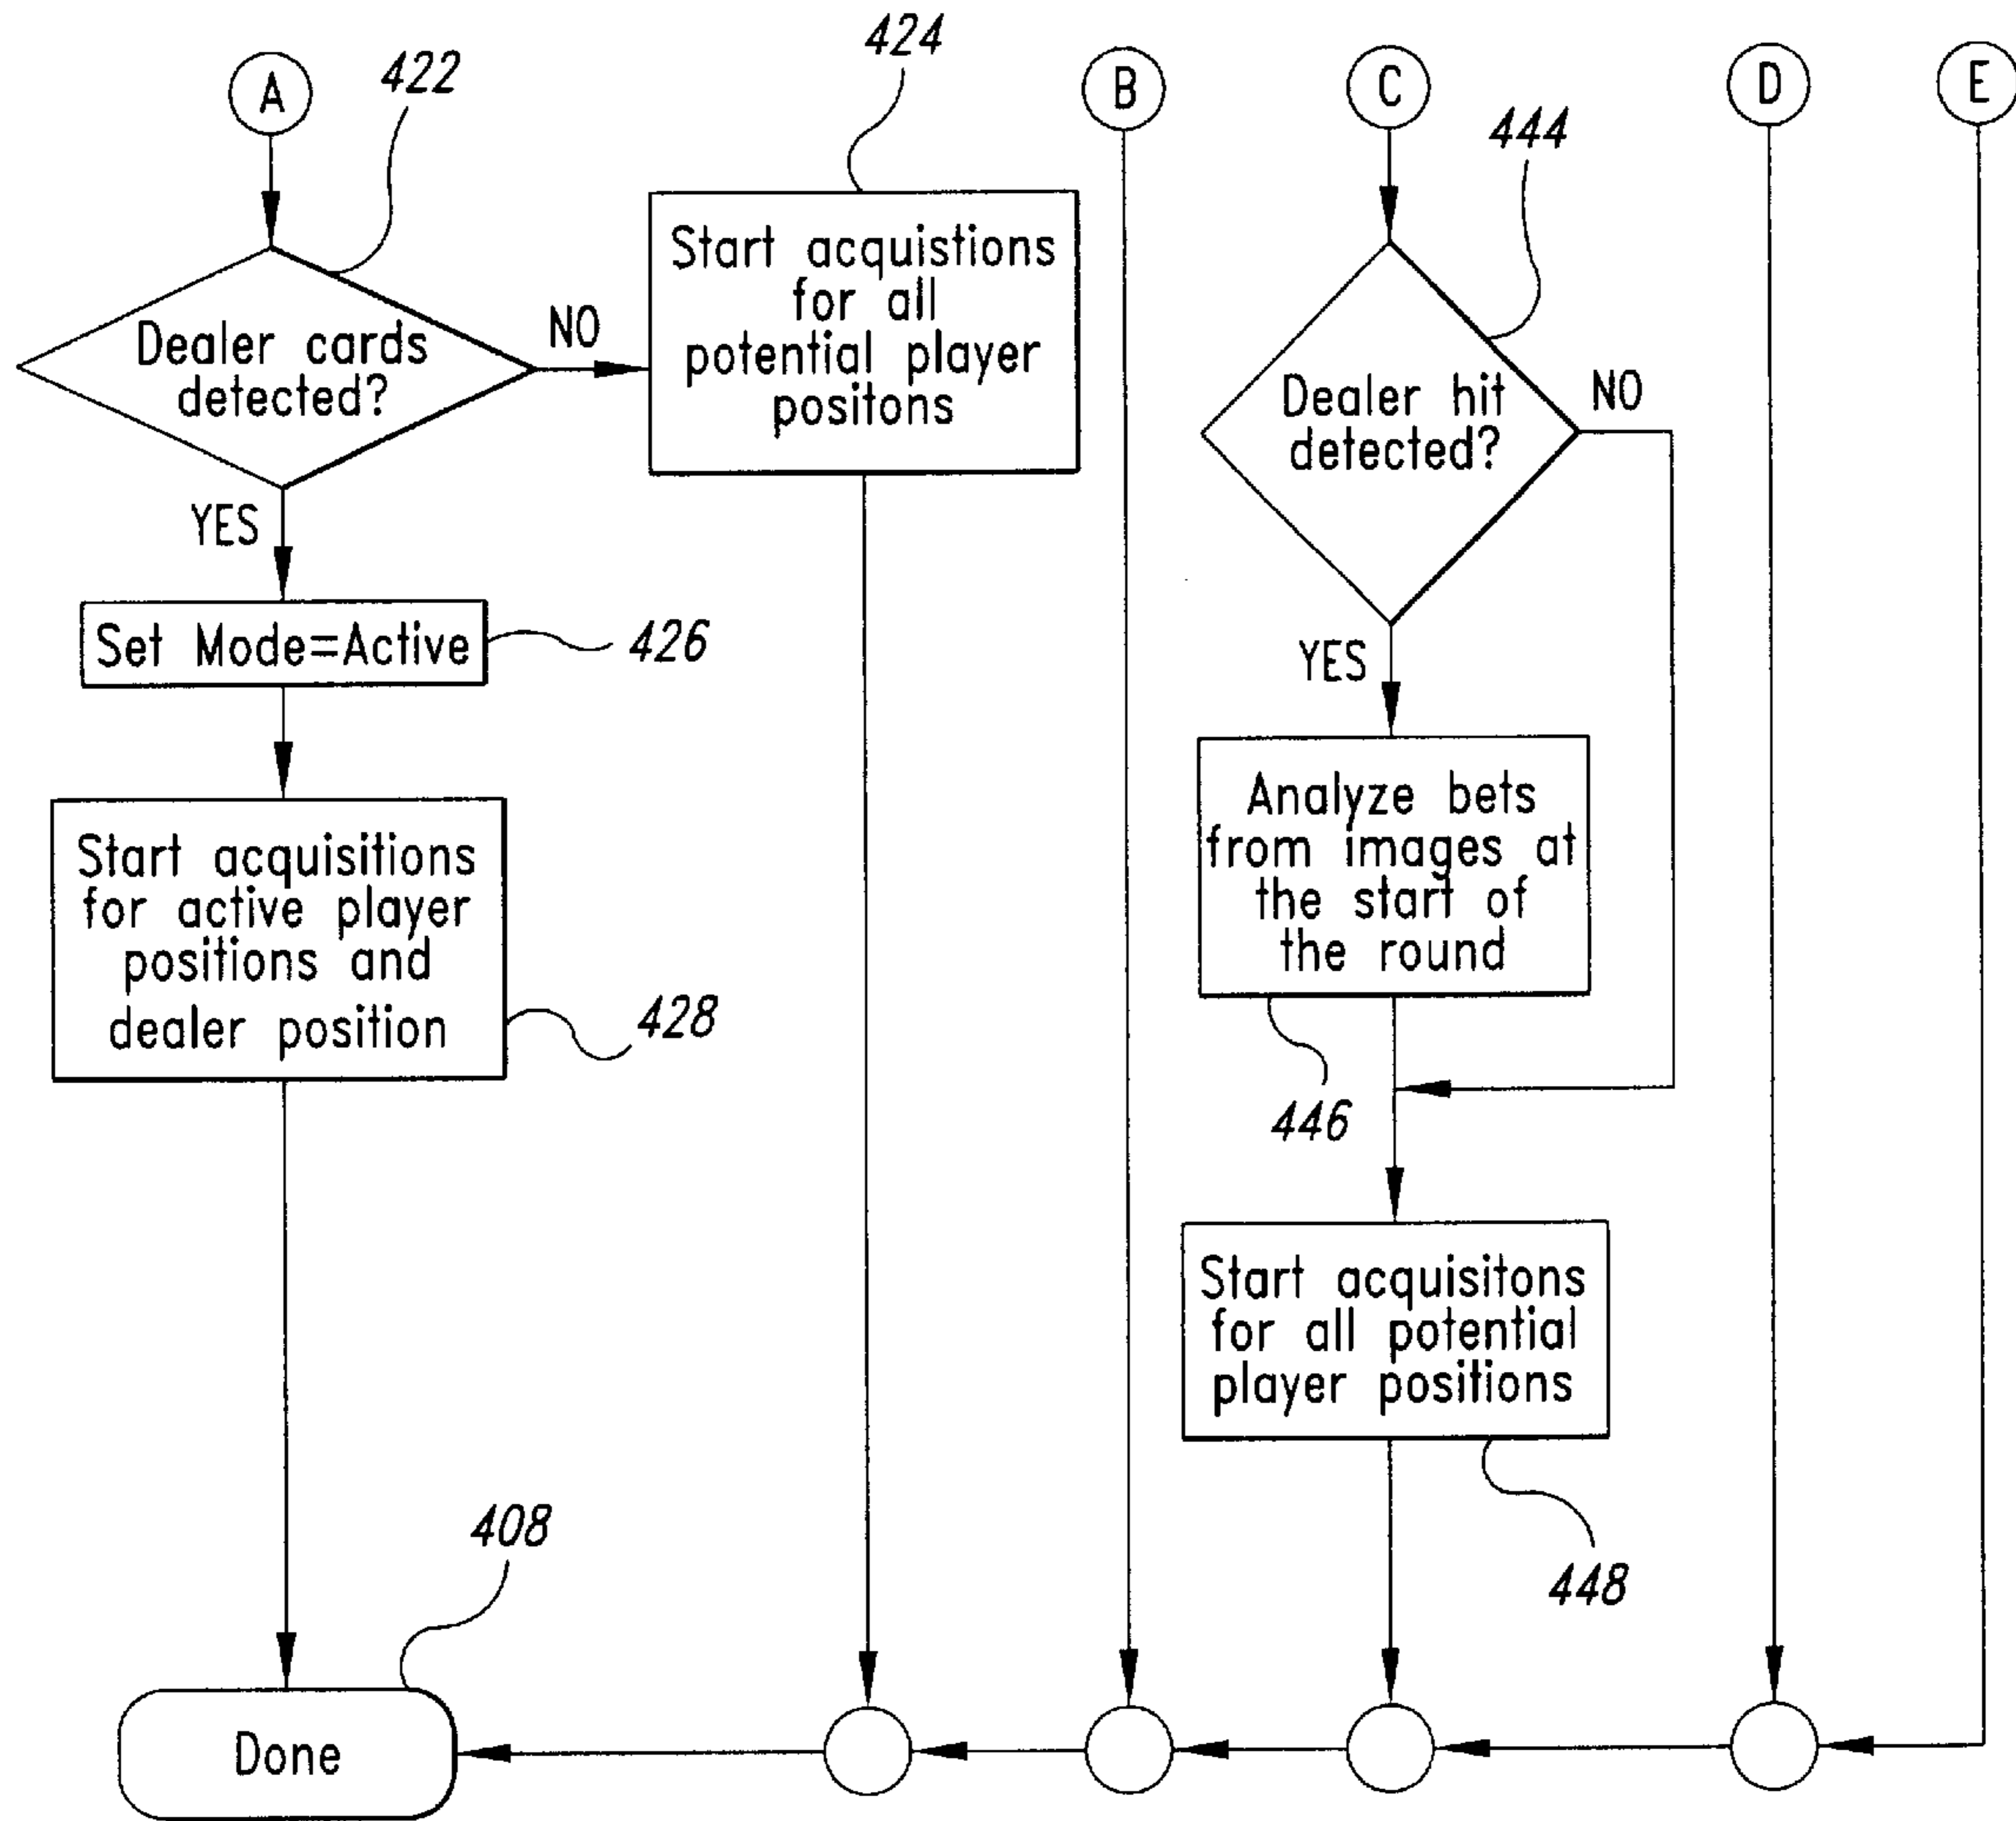 A
422
424
B
C
D
E
444
Dealer cards
detected?
NO
YES
Start acquistions
for all
potential player
positons
Set Mode=Active
426
Start acquisitions
for active player
positions and
dealer position
428
Dealer hit
detected?
NO
YES
Analyze bets
from images at
the start of
the round
446
Start acquisitons
for all potential
player positions
448
408
Done